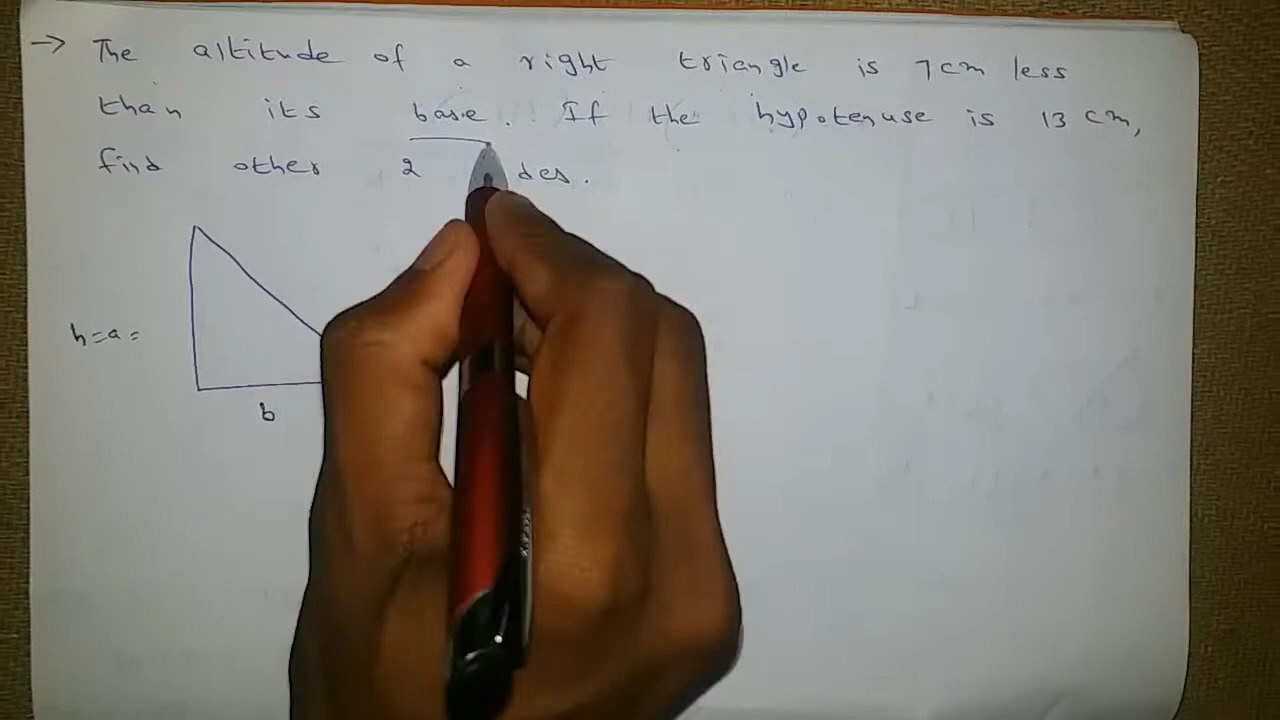 → The altitude of a right triangle is 7cm less
than its base. If the hypotenuse is 13 cm,
find other 2 des.
h=a=
b